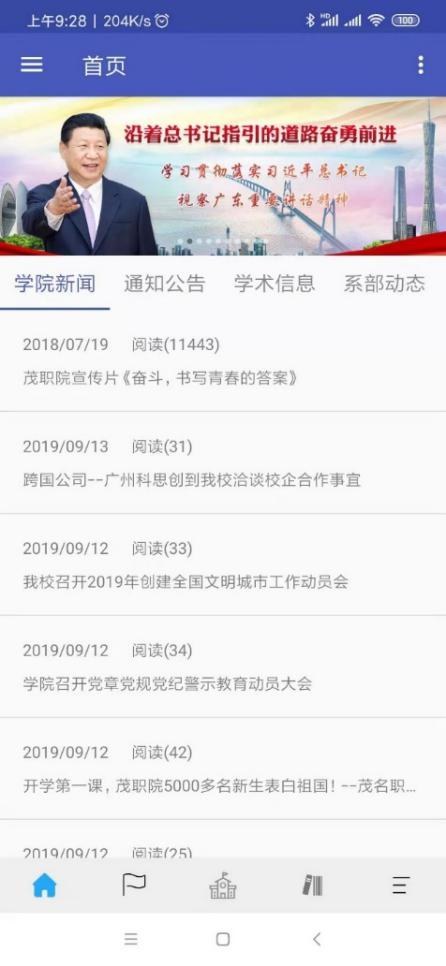 上午9:28 | 204K/s
HD
100
首页
沿着总书记指引的道路奋勇前进
学习贯彻落实习近平总书记
视察广东重要讲话精神
学院新闻 通知公告 学术信息 系部动态
2018/07/19 阅读(11443)
茂职院宣传片《奋斗，书写青春的答案》
2019/09/13 阅读(31)
跨国公司--广州科思创到我校洽谈校企合作事宜
2019/09/12 阅读(33)
我校召开2019年创建全国文明城市工作动员会
2019/09/12 阅读(34)
学院召开党章党规党纪警示教育动员大会
2019/09/12 阅读(42)
开学第一课，茂职院5000多名新生表白祖国！--茂名职...
2019/09/12 阅读(25)